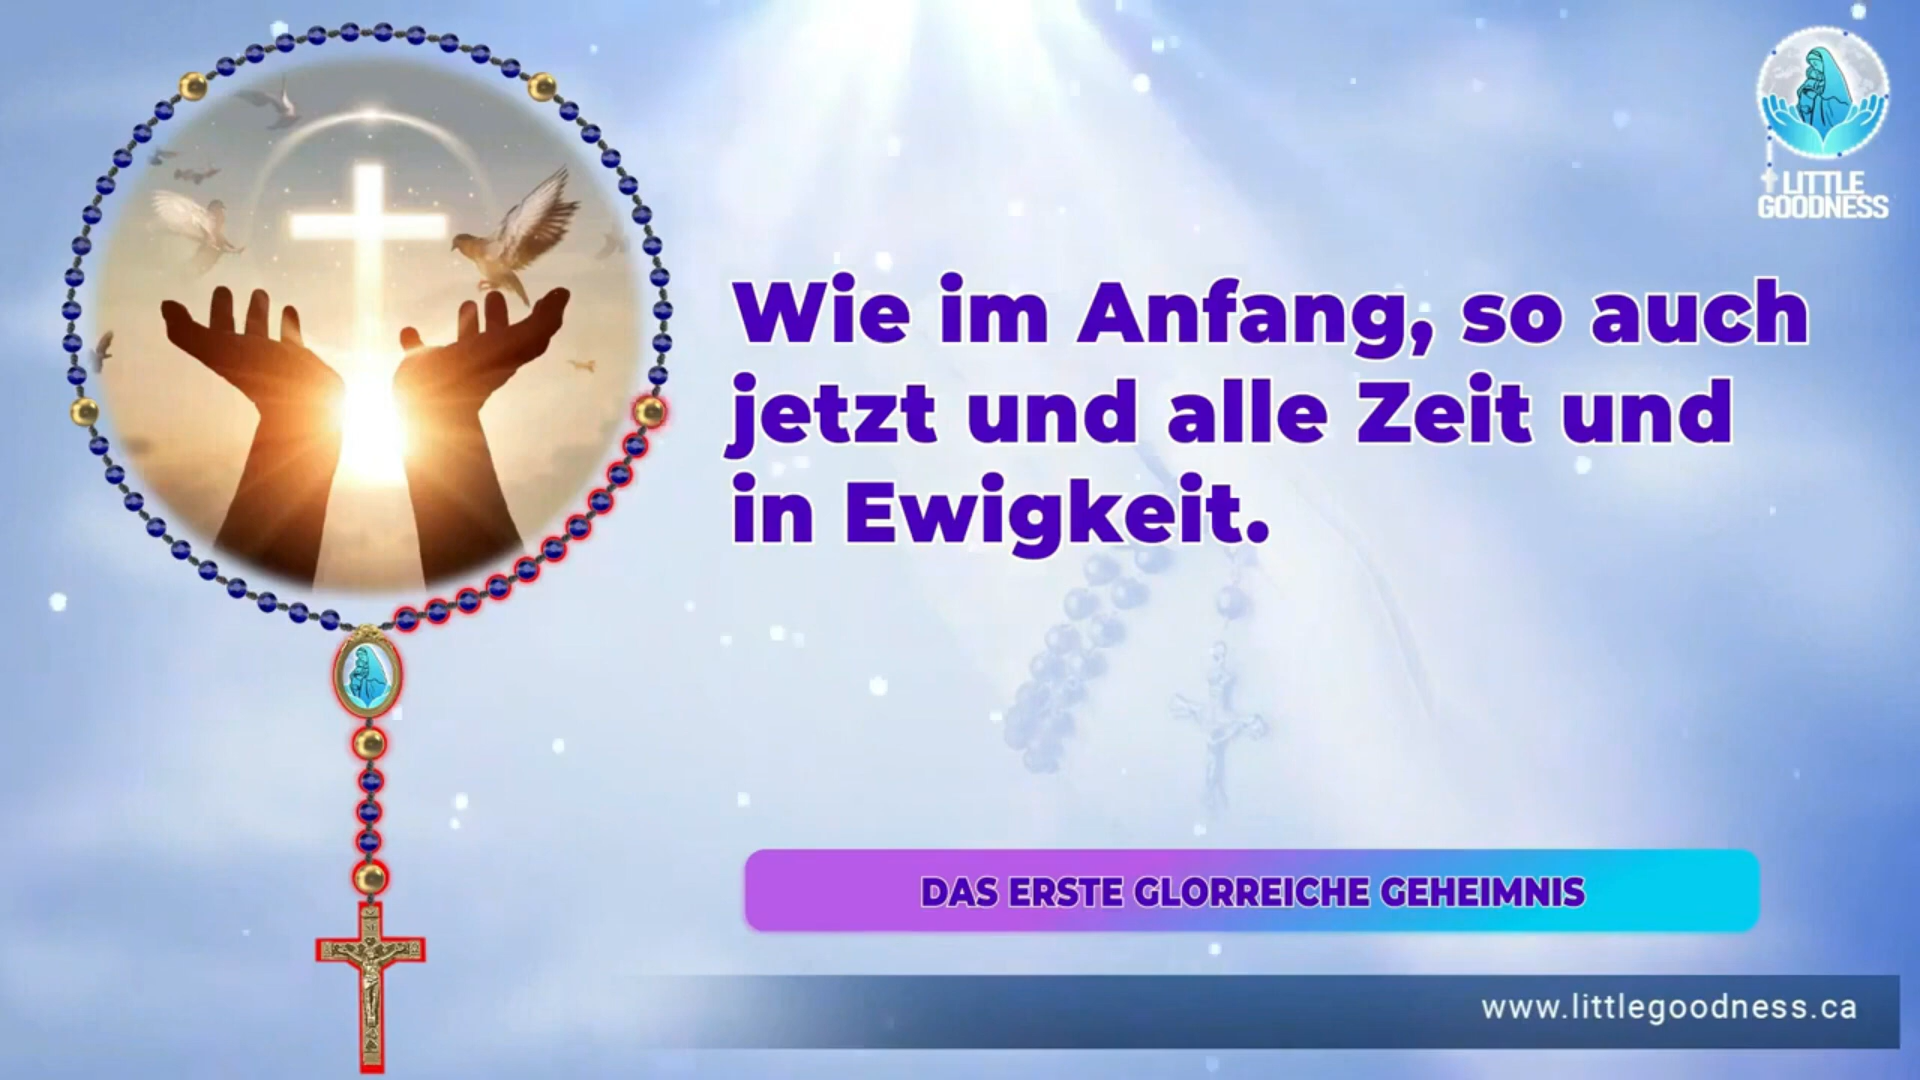 LITTLE
GOODNESS
Wie im Anfang, so auch
jetzt und alle Zeit und
in Ewigkeit.
DAS ERSTE GLORREICHE GEHEIMNIS
www.littlegoodness.ca